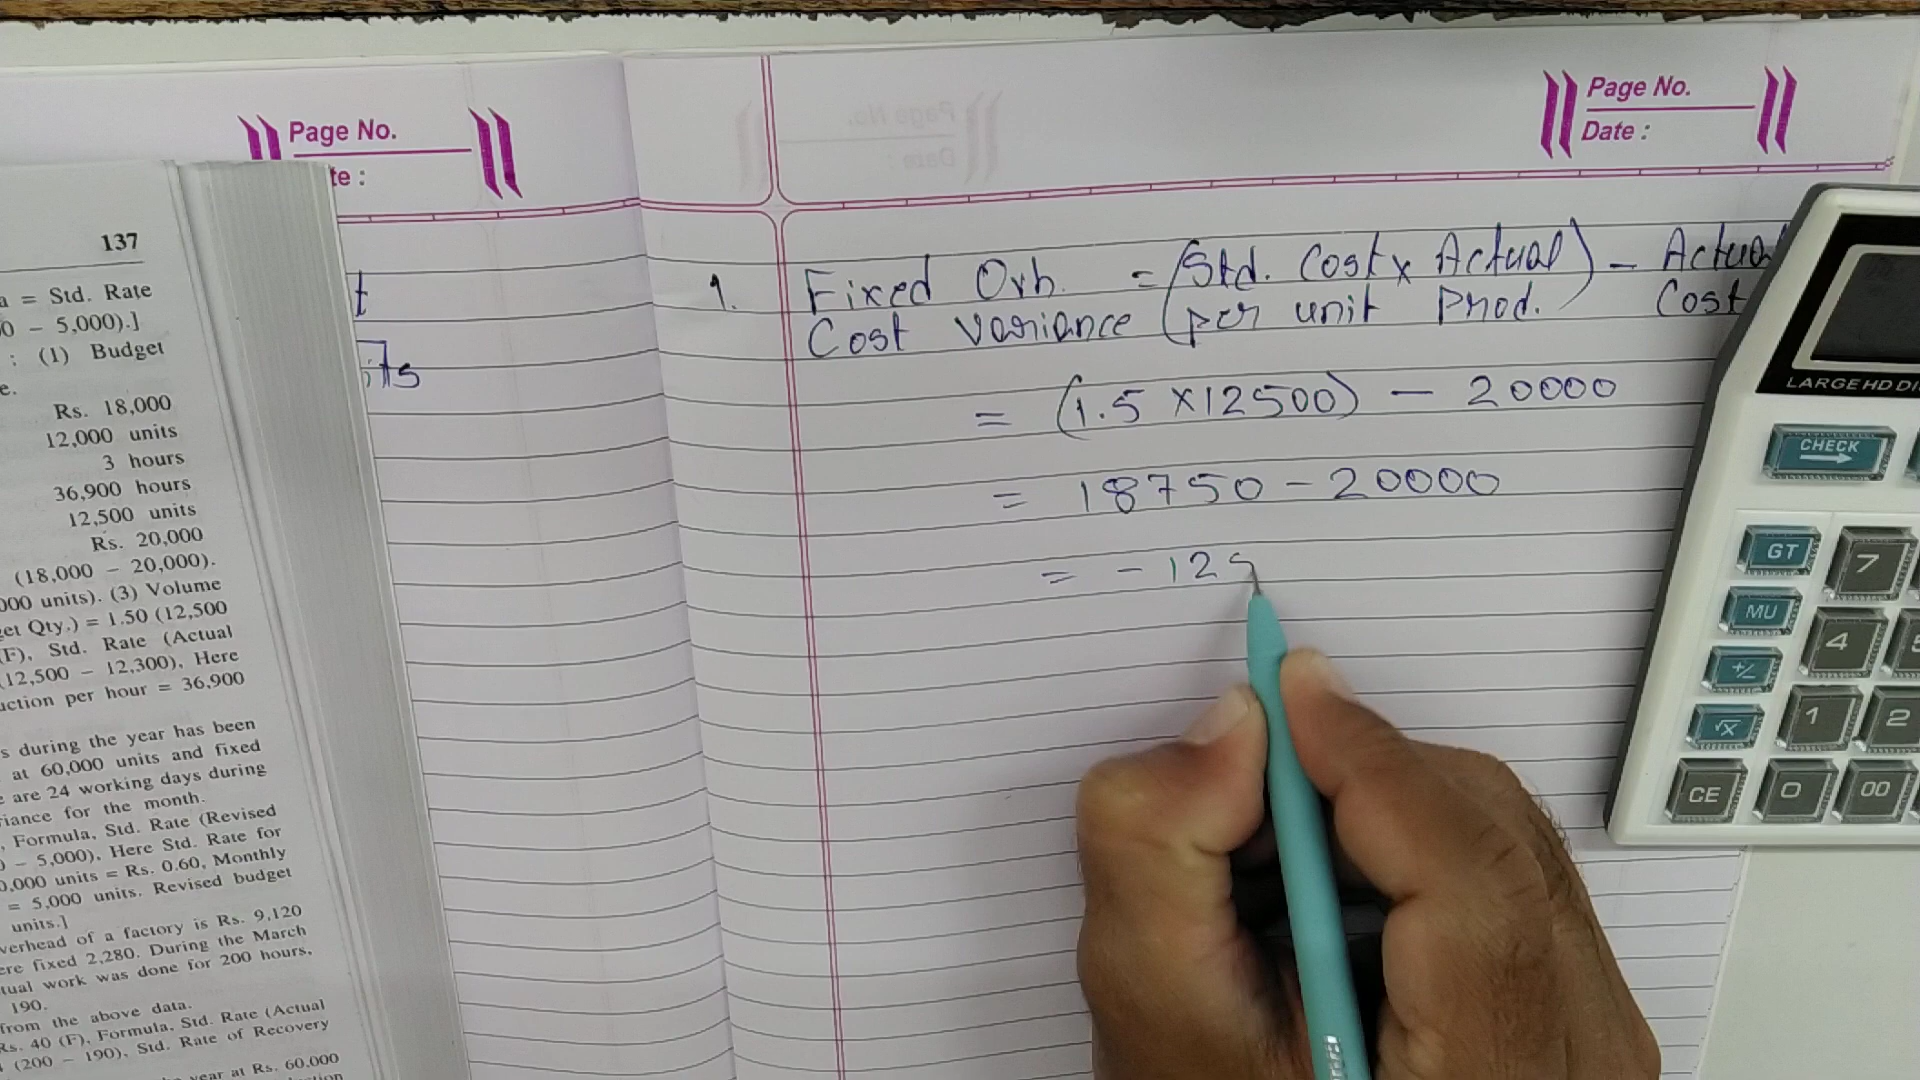 Page No.
te :
Page No.
Date :
137
= Std. Rate
0 – 5,000).]
: (1) Budget
e.
Rs. 18,000
12,000 units
3 hours
36,900 hours
12,500 units
Rs. 20,000
(18,000 – 20,000).
000 units). (3) Volume
et Qty.) = 1.50 (12,500
(F), Std. Rate (Actual
12,500 – 12,300), Here
uction per hour = 36,900
s during the year has been
at 60,000 units and fixed
are 24 working days during
riance for the month.
, Formula, Std. Rate (Revised
0 – 5,000), Here Std. Rate for
0,000 units = Rs. 0.60, Monthly
= 5,000 units. Revised budget
units.]
verhead of a factory is Rs. 9,120
ere fixed 2,280. During the March
tual work was done for 200 hours,
190.
from the above data.
Rs. 40 (F), Formula, Std. Rate (Actual
(200 – 190), Std. Rate of Recovery
year at Rs. 60,000
t
its
1. Fixed Ovh. = (Std. Cost x Actual) - Actual
Cost Variance (per unit Prod.) Cost
= (1.5 x 12500) - 20000
= 18750 - 20000
= - 125
LARGE HD DI
CHECK
GT 7
MU 4 5
+/-
√x 1 2
CE 0 00